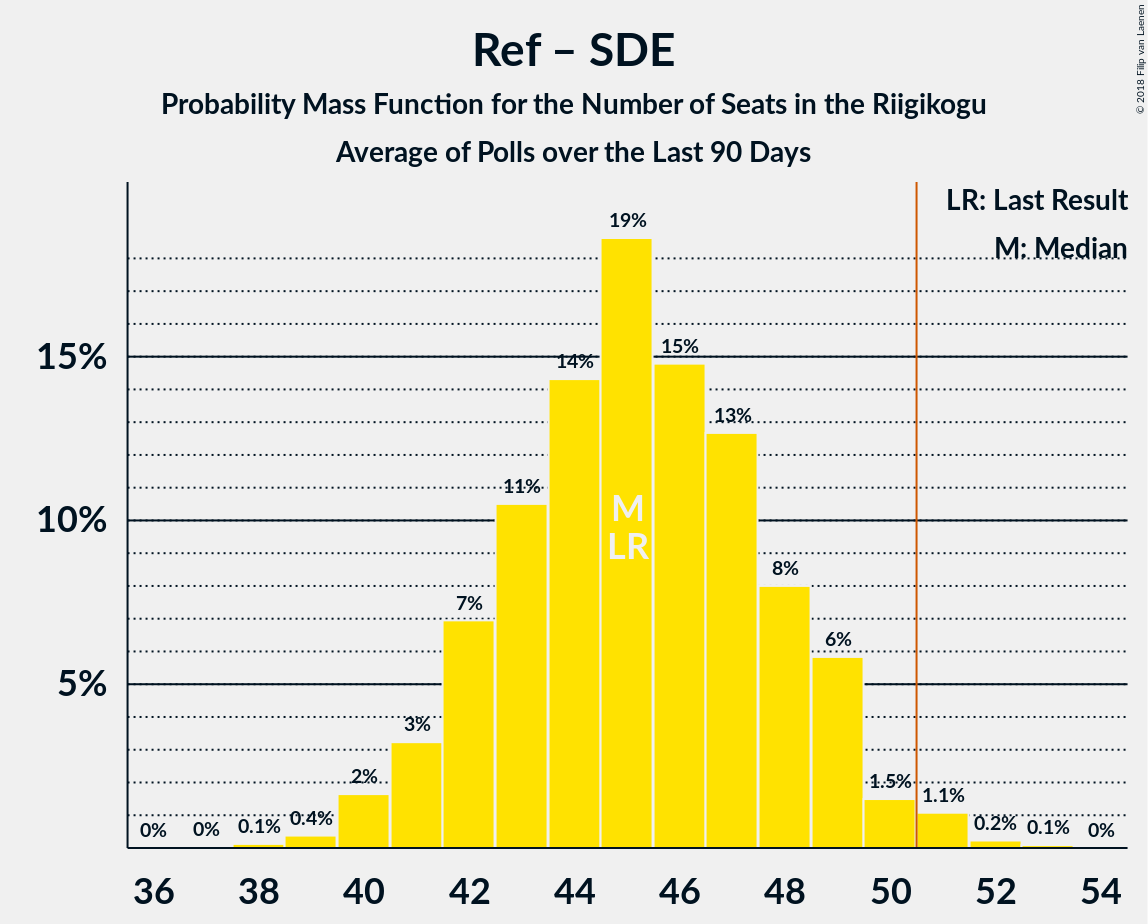 Ref – SDE
Probability Mass Function for the Number of Seats in the Riigikogu
Average of Polls over the Last 90 Days
© 2018 Filip van Laenen
LR: Last Result
M: Median
15%
10%
5%
0%
0%
0.1%
0.4%
2%
3%
7%
11%
14%
19%
15%
13%
8%
6%
1.5%
1.1%
0.2%
0.1%
0%
M
LR
36 38 40 42 44 46 48 50 52 54